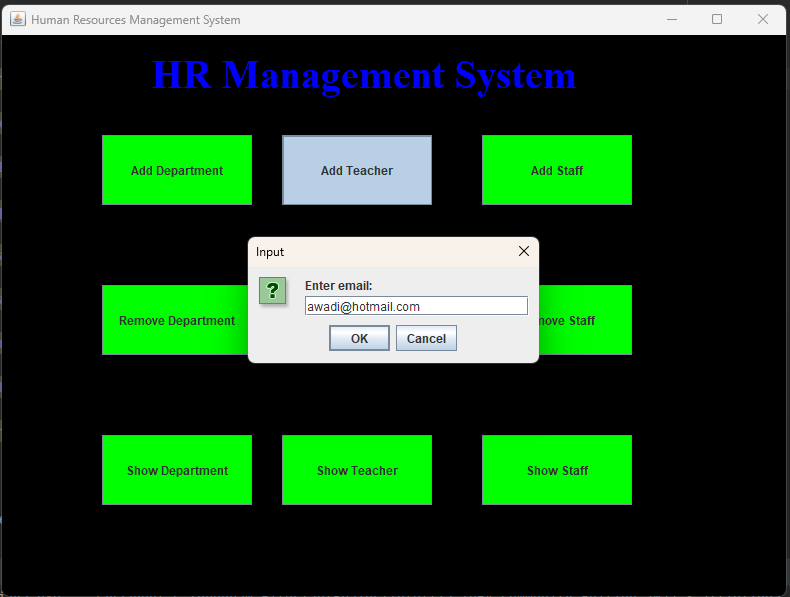 Human Resources Management System
HR Management System
Add Department
Add Teacher
Add Staff
Input
?
Enter email:
awadi@hotmail.com
OK
Cancel
Remove Department
move Staff
Show Department
Show Teacher
Show Staff